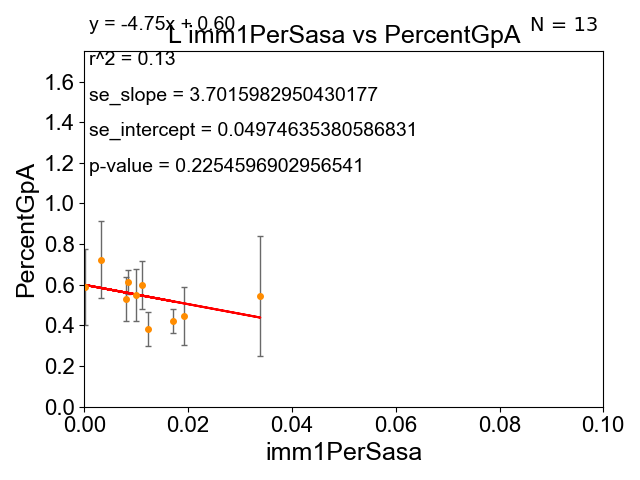 y = -4.75x + 0.60
N = 13
L imm1PerSasa vs PercentGpA
r^2 = 0.13
se_slope = 3.7015982950430177
se_intercept = 0.04974635380586831
p-value = 0.2254596902956541
PercentGpA
1.6
1.4
1.2
1.0
0.8
0.6
0.4
0.2
0.0
0.00 0.02 0.04 0.06 0.08 0.10
imm1PerSasa